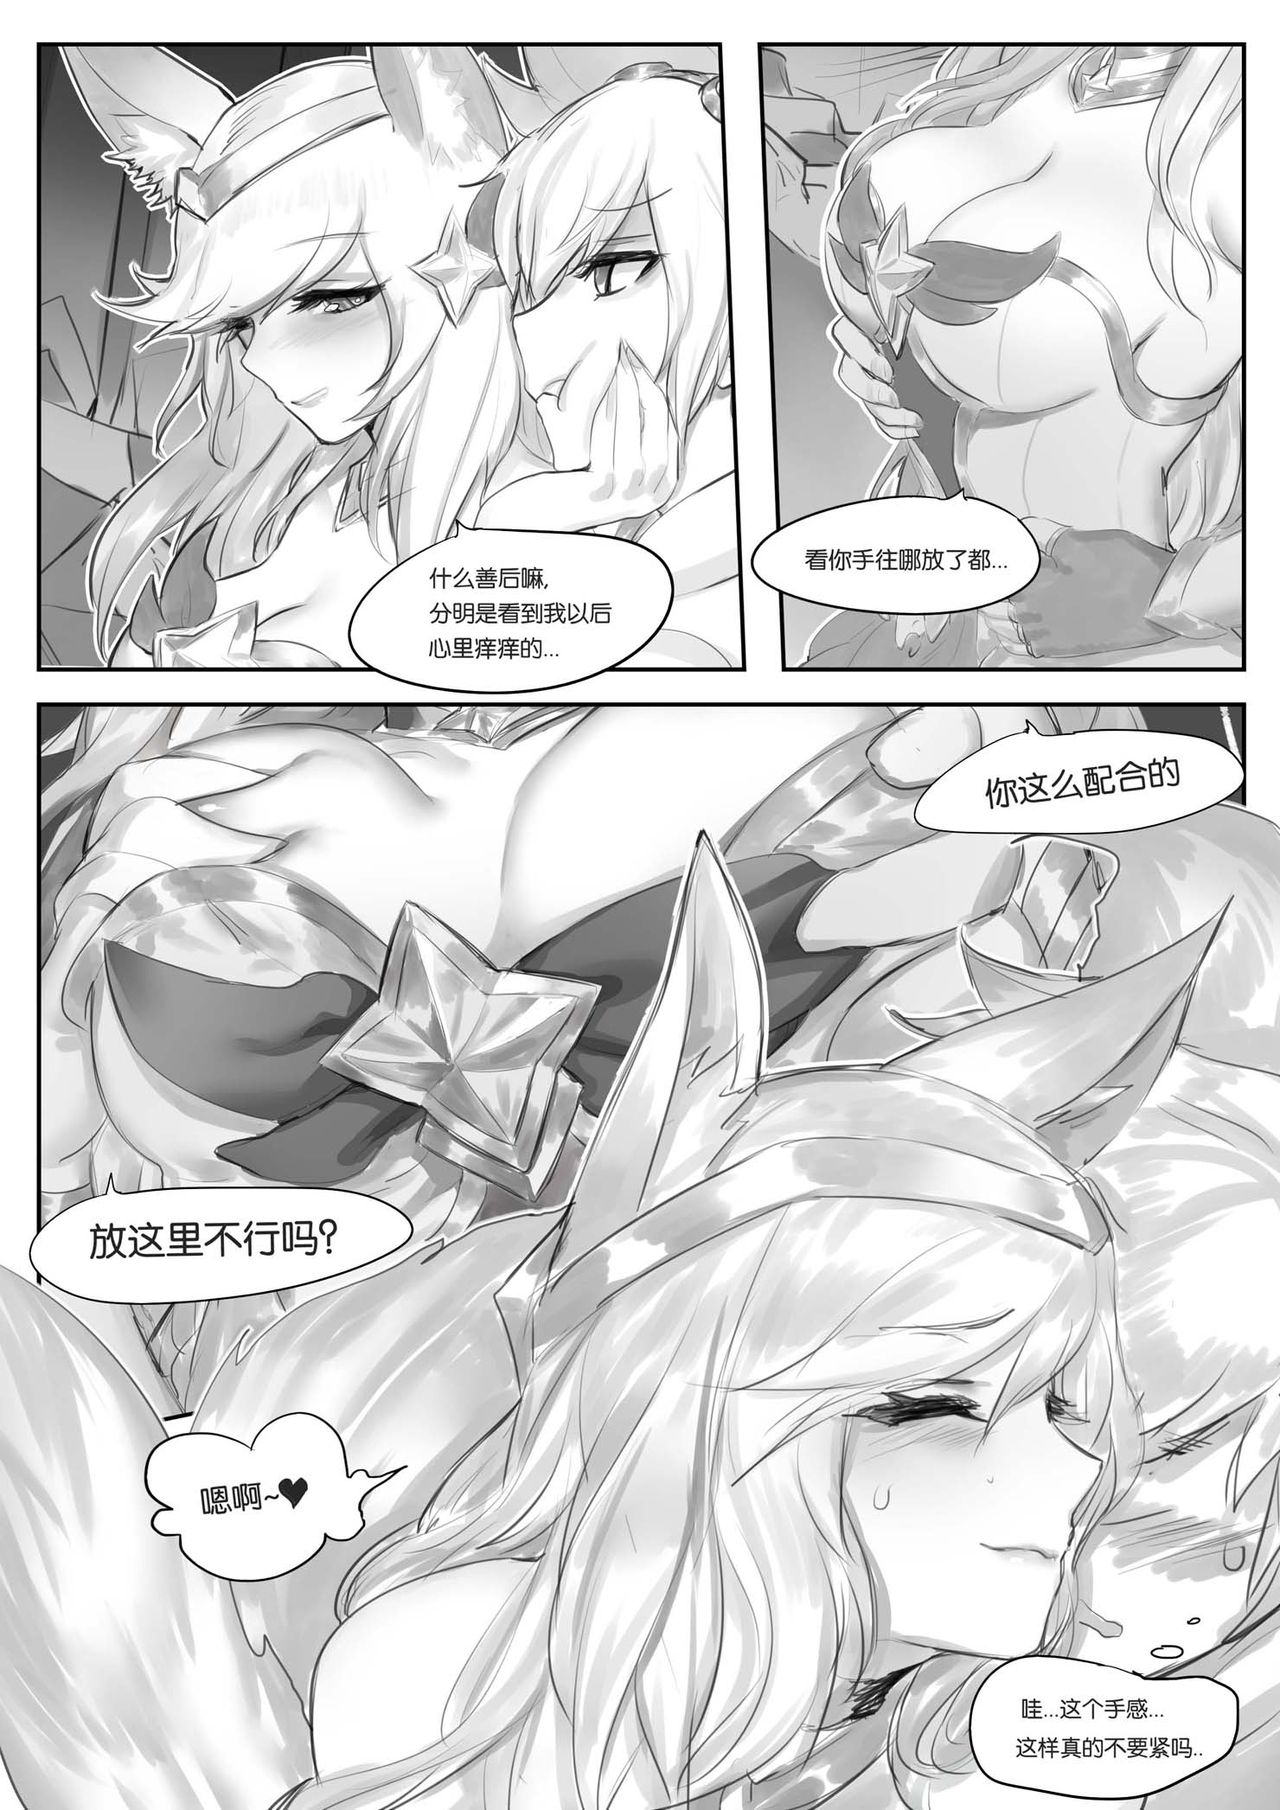 什么善后嘛,
分明是看到我以后
心里痒痒的...
看你手往哪放了都...
你这么配合的
放这里不行吗?
嗯啊~♥
哇...这个手感...
这样真的不要紧吗..